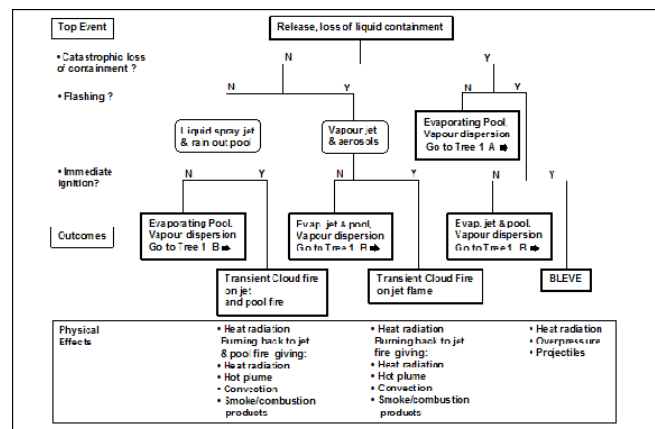 Top Event
Release, loss of liquid containment
• Catastrophic loss
of containment ?
N
Y
• Flashing ?
N
Y
N
Y
Liquid spray jet
& rain out pool
Vapour jet
& aerosols
Evaporating Pool.
Vapour dispersion
Go to Tree 1 A
• Immediate
Ignition?
N
Y
N
Y
N
Y
Outcomes
Evaporating Pool.
Vapour dispersion
Go to Tree 1 B
Evap. jet & pool.
Vapour dispersion
Go to Tree 1 B
Evap. jet & pool.
Vapour dispersion
Go to Tree 1 B
Transient Cloud fire
on jet
and pool fire
Transient Cloud Fire
on jet flame
BLEVE
Physical
Effects
• Heat radiation
Burning back to jet
& pool fire giving:
• Heat radiation
• Hot plume
• Convection
• Smoke/combustion
products
• Heat radiation
Burning back to jet
fire giving:
• Heat radiation
• Hot plume
• Convection
• Smoke/combustion
products
• Heat radiation
• Overpressure
• Projectiles